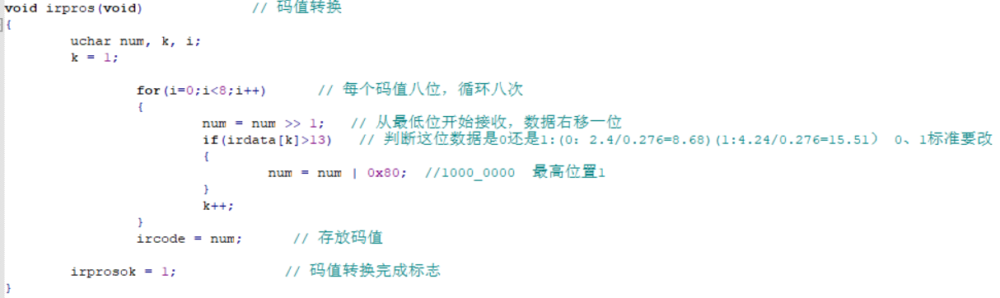 void irpros(void) // 码值转换
{
uchar num, k, i;
k = 1;
for(i=0;i<8;i++) // 每个码值八位，循环八次
{
num = num >> 1; // 从最低位开始接收，数据右移一位
if(irdata[k]>13) // 判断这位数据是0还是1:(0: 2.4/0.276=8.68)(1:4.24/0.276=15.51） 0、1标准要改
{
num = num | 0x80; //1000_0000 最高位置1
}
k++;
}
ircode = num; // 存放码值
irprosok = 1; // 码值转换完成标志
}